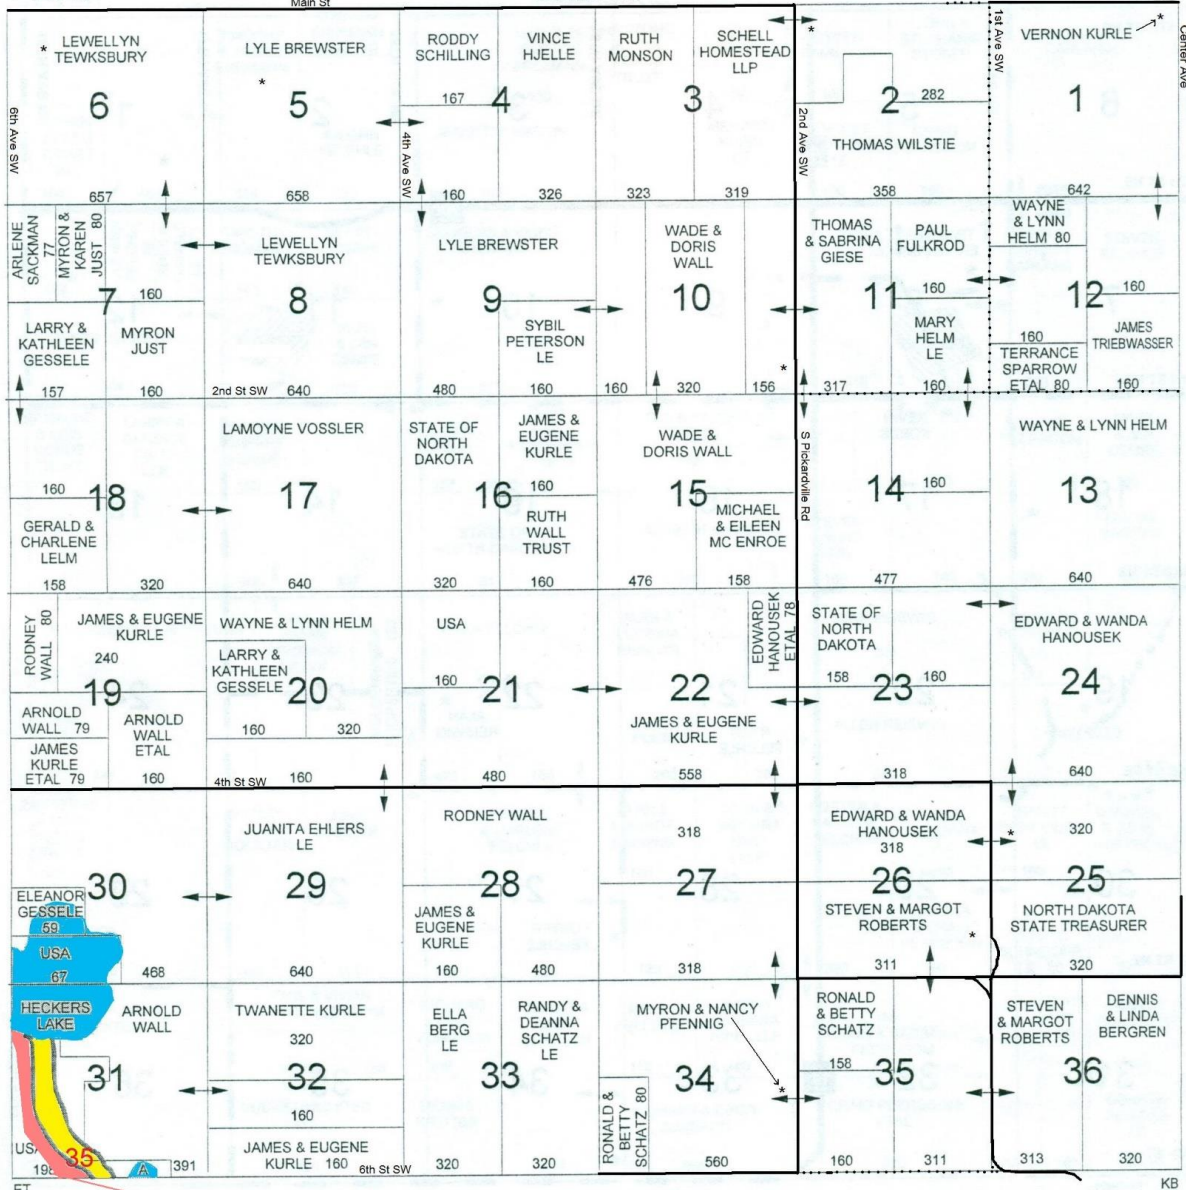 Main St
LEWELLYN
TEWKSBURY
*
6
657
6th Ave SW
LYLE BREWSTER
*
5
658
RODDY
SCHILLING
167
160
4th Ave SW
VINCE
HJELLE
4
326
RUTH
MONSON
323
SCHELL
HOMESTEAD
LLP
3
319
*
2
282
THOMAS WILSTIE
358
2nd Ave SW
1st Ave SW
VERNON KURLE
*
1
642
Center Ave
ARLENE
SACKMAN
77
MYRON &
KAREN
JUST 80
7
160
LARRY &
KATHLEEN
GESSELE
157
MYRON
JUST
160
LEWELLYN
TEWKSBURY
8
2nd St SW
640
LYLE BREWSTER
9
480
SYBIL
PETERSON
LE
160
WADE &
DORIS
WALL
10
160
320
*
156
THOMAS
& SABRINA
GIESE
317
PAUL
FULKROD
160
11
MARY
HELM
LE
160
WAYNE
& LYNN
HELM 80
12
160
160
TERRANCE
SPARROW
ETAL 80
JAMES
TRIEBWASSER
160
160
18
GERALD &
CHARLENE
LELM
158
320
LAMOYNE VOSSLER
17
640
STATE OF
NORTH
DAKOTA
320
JAMES &
EUGENE
KURLE
16
160
RUTH
WALL
TRUST
160
WADE &
DORIS WALL
15
476
MICHAEL
& EILEEN
MC ENROE
158
S Pickardville Rd
14
160
477
WAYNE & LYNN HELM
13
640
RODNEY
WALL 80
JAMES & EUGENE
KURLE
240
19
ARNOLD
WALL 79
JAMES
KURLE
ETAL 79
ARNOLD
WALL
ETAL
160
WAYNE & LYNN HELM
LARRY &
KATHLEEN
GESSELE
20
160
320
4th St SW
160
USA
160
21
480
EDWARD
HANOUSEK
ETAL 78
22
JAMES & EUGENE
KURLE
558
STATE OF
NORTH
DAKOTA
158
160
23
318
EDWARD & WANDA
HANOUSEK
24
640
30
ELEANOR
GESSELE
59
USA
67
468
JUANITA EHLERS
LE
29
640
RODNEY WALL
28
JAMES &
EUGENE
KURLE
160
480
318
27
318
EDWARD & WANDA
HANOUSEK
318
26
STEVEN & MARGOT
ROBERTS
*
311
*
320
25
NORTH DAKOTA
STATE TREASURER
320
HECKERS
LAKE
ARNOLD
WALL
31
35
A
391
TWANETTE KURLE
320
32
160
JAMES & EUGENE
KURLE 160
6th St SW
ELLA
BERG
LE
320
RANDY &
DEANNA
SCHATZ
LE
33
320
MYRON & NANCY
PFENNIG
34
*
RONALD &
BETTY
SCHATZ 80
560
RONALD
& BETTY
SCHATZ
158
35
160
311
STEVEN
& MARGOT
ROBERTS
313
DENNIS
& LINDA
BERGREN
36
320
KB